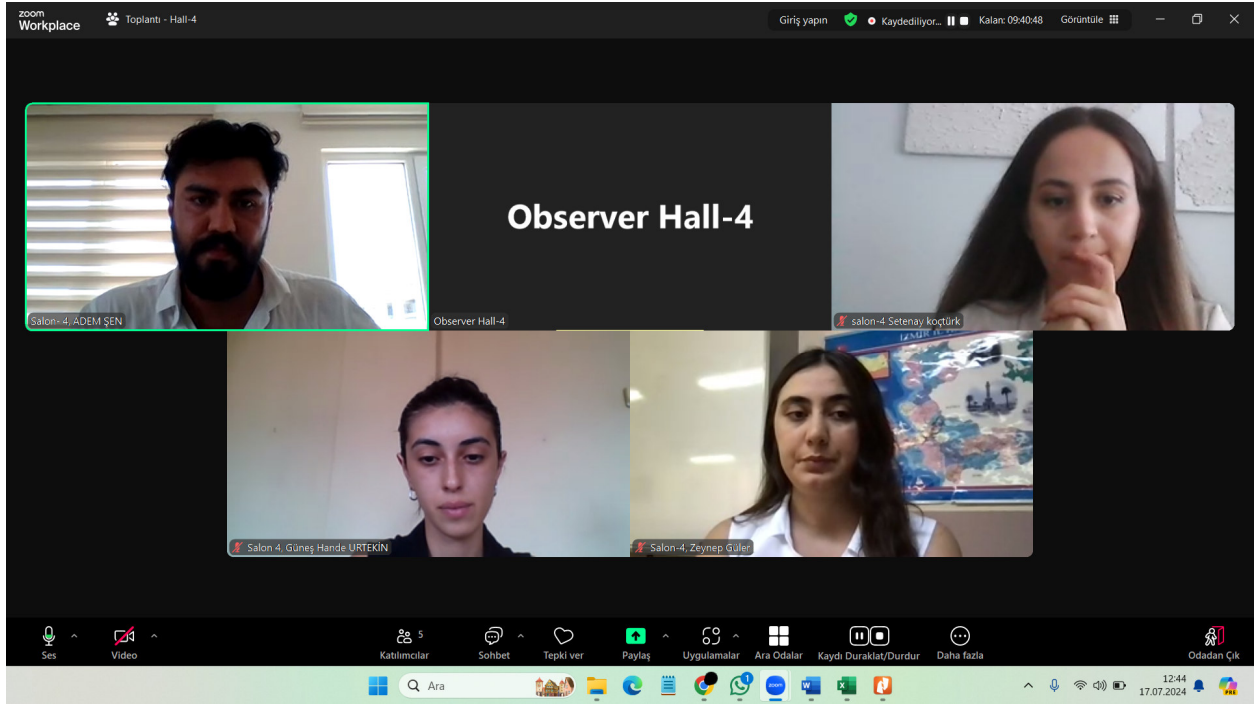 zoom
Workplace
Toplantı - Hall-4
Giriş yapın
Kaydediliyor...
Kalan: 09:40:48
Görüntüle
Observer Hall-4
Salon- 4, ADEM ŞEN
Observer Hall-4
salon-4 Setenay koçtürk
Salon 4, Güneş Hande URTEKİN
Salon-4, Zeynep Güler
Ses
Video
5
Katılımcılar
Sohbet
Tepki ver
Paylaş
Uygulamalar
Ara Odalar
Kaydı Duraklat/Durdur
Daha fazla
Odadan Çık
Ara
12:44
17.07.2024